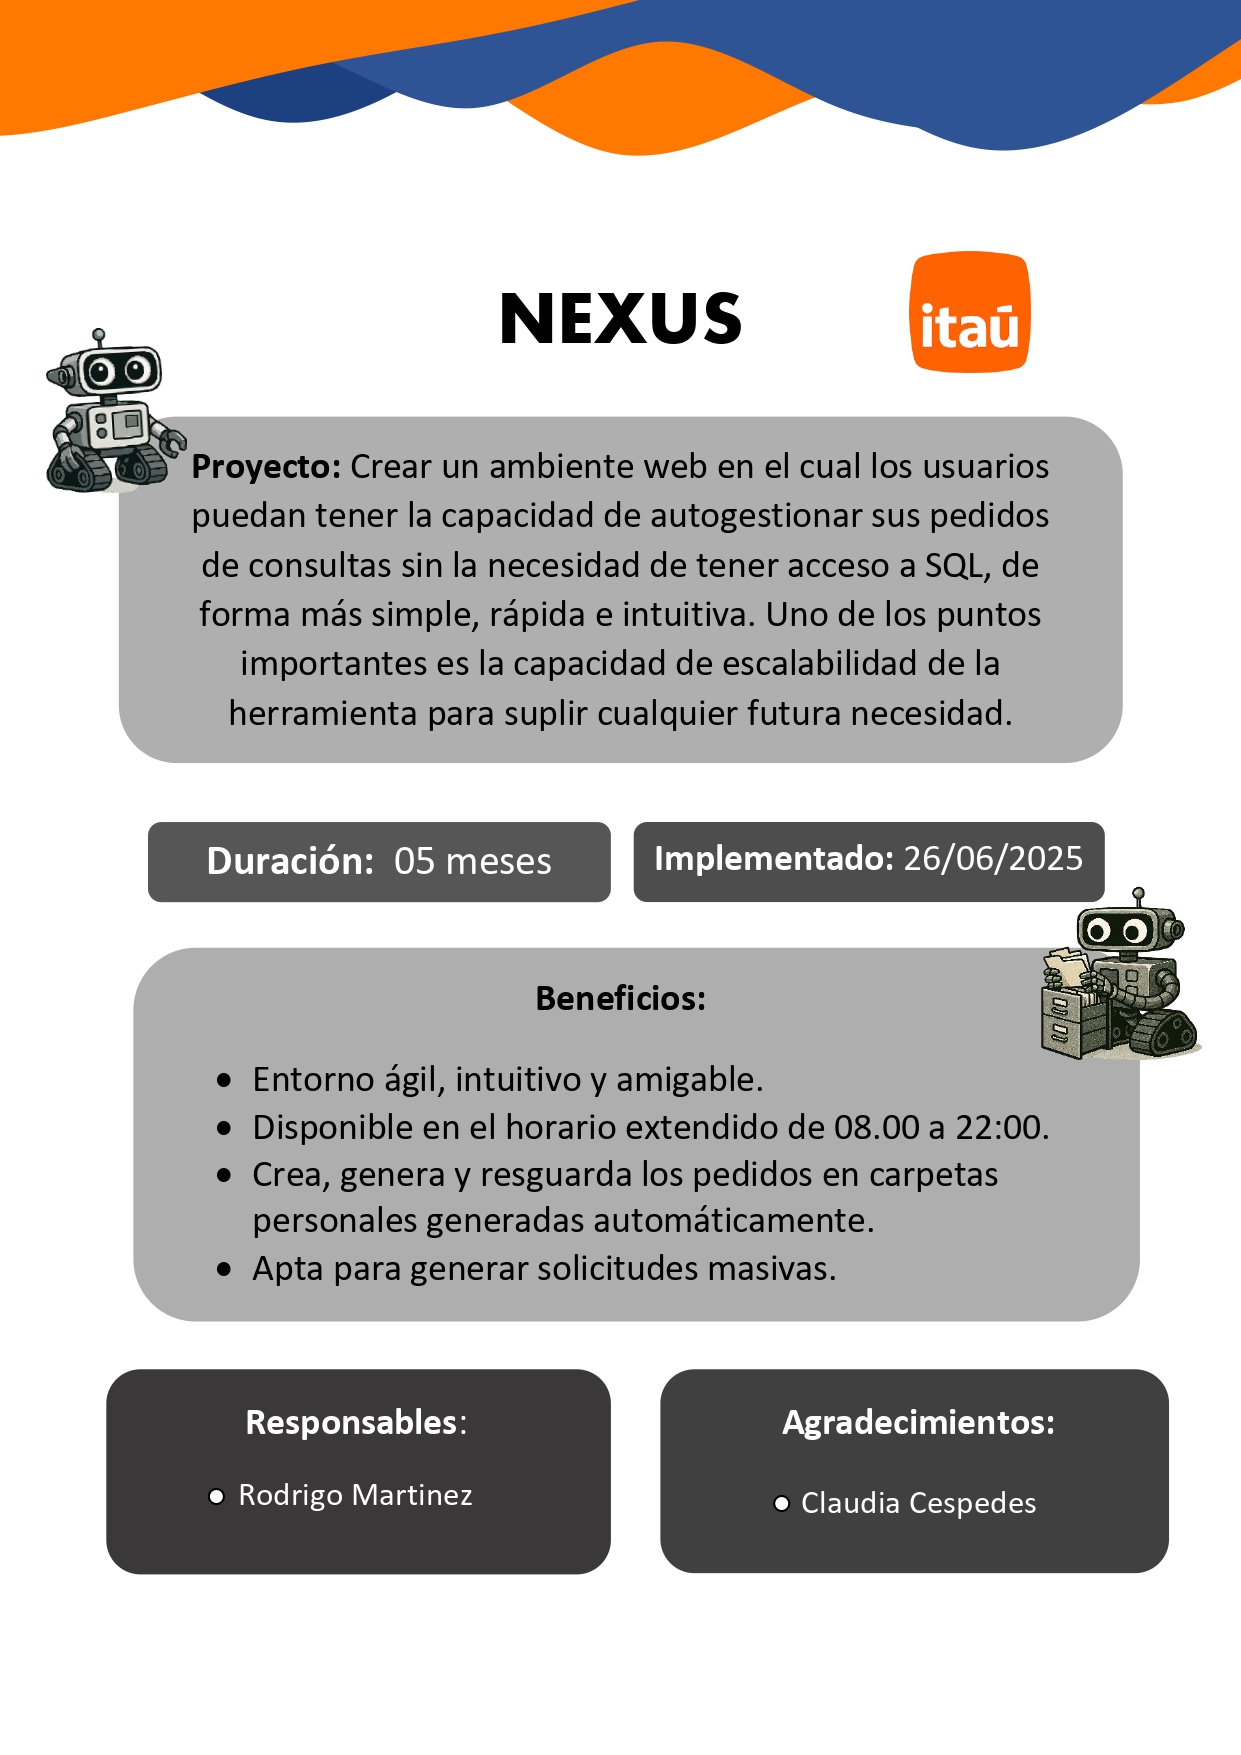 NEXUS
itaú
Proyecto: Crear un ambiente web en el cual los usuarios
puedan tener la capacidad de autogestionar sus pedidos
de consultas sin la necesidad de tener acceso a SQL, de
forma más simple, rápida e intuitiva. Uno de los puntos
importantes es la capacidad de escalabilidad de la
herramienta para suplir cualquier futura necesidad.
Duración: 05 meses
Implementado: 26/06/2025
Beneficios:
• Entorno ágil, intuitivo y amigable.
• Disponible en el horario extendido de 08.00 a 22:00.
• Crea, genera y resguarda los pedidos en carpetas
personales generadas automáticamente.
• Apta para generar solicitudes masivas.
Responsables:
• Rodrigo Martinez
Agradecimientos:
• Claudia Cespedes